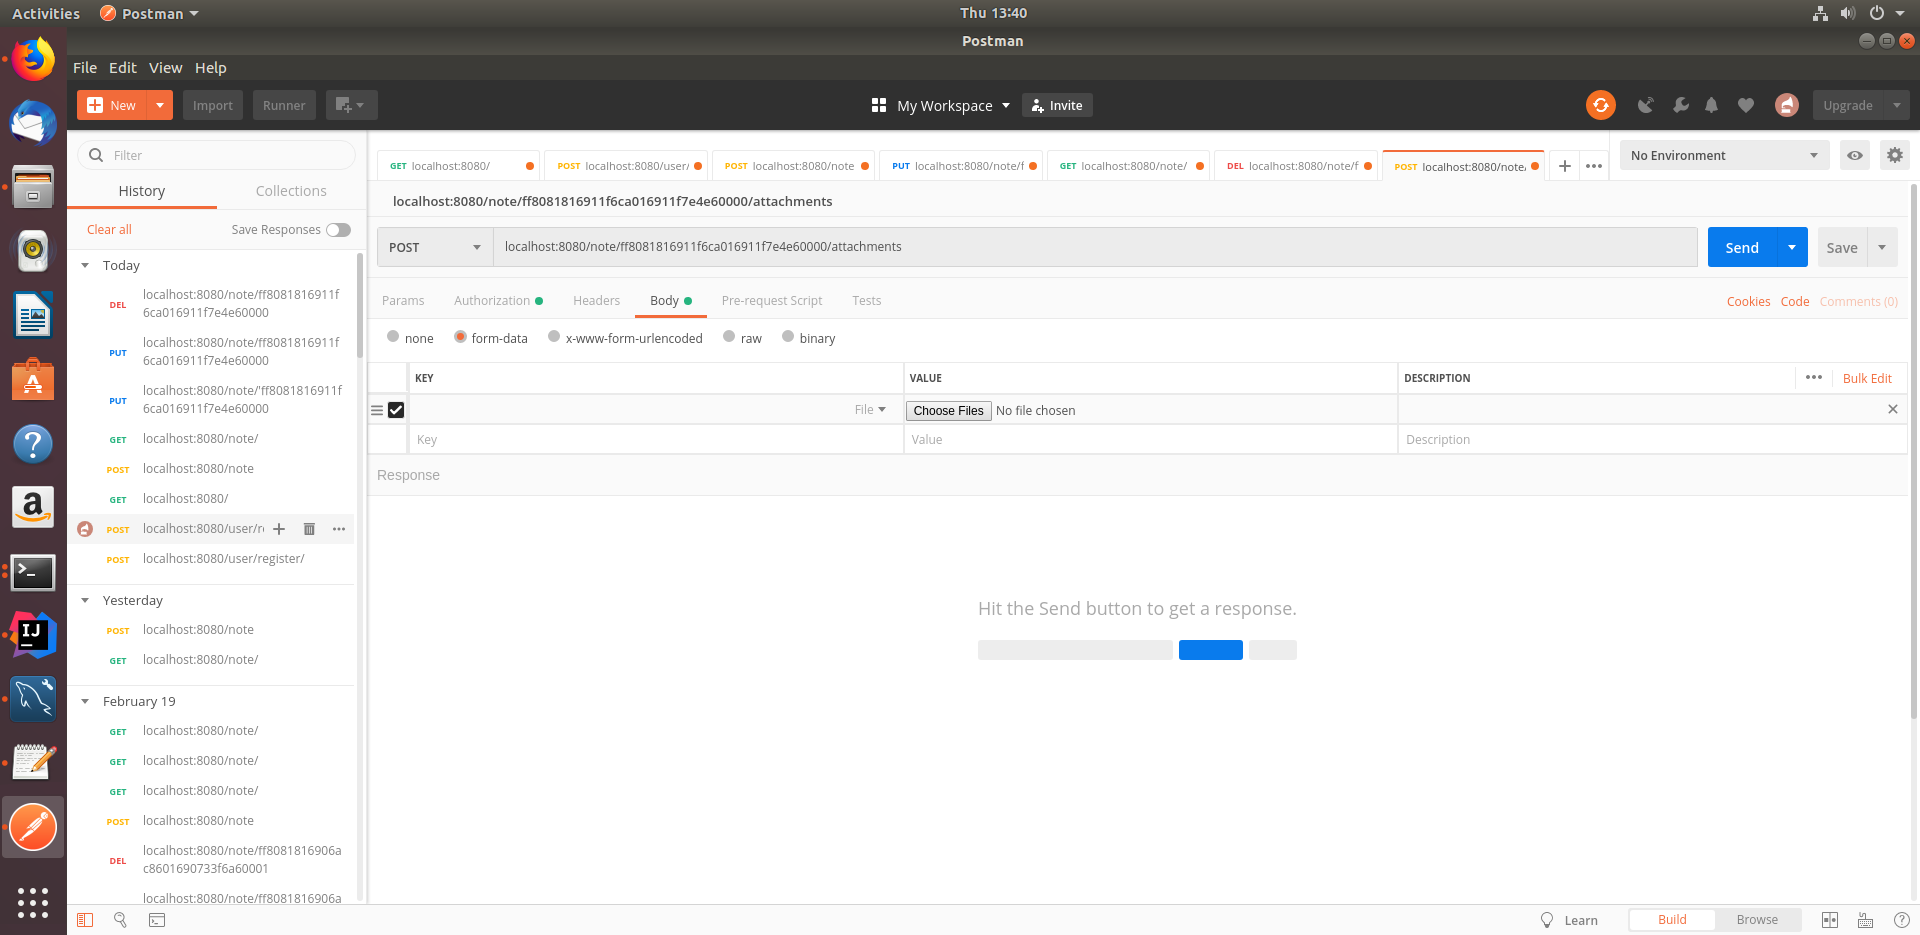 Activities Postman Thu 13:40
Postman
File Edit View Help
New Import Runner My Workspace Invite Upgrade
Filter
History Collections
Clear all Save Responses
Today
DEL localhost:8080/note/ff8081816911f
6ca016911f7e4e60000
PUT localhost:8080/note/ff8081816911f
6ca016911f7e4e60000
PUT localhost:8080/note/'ff8081816911f
6ca016911f7e4e60000
GET localhost:8080/note/
POST localhost:8080/note
GET localhost:8080/
POST localhost:8080/user/re
POST localhost:8080/user/register/
Yesterday
POST localhost:8080/note
GET localhost:8080/note/
February 19
GET localhost:8080/note/
GET localhost:8080/note/
GET localhost:8080/note/
POST localhost:8080/note
DEL localhost:8080/note/ff8081816906a
c8601690733f6a60001
localhost:8080/note/ff8081816906a
GET localhost:8080/ POST localhost:8080/user/ POST localhost:8080/note PUT localhost:8080/note/f GET localhost:8080/note/ DEL localhost:8080/note/f POST localhost:8080/note/ No Environment
localhost:8080/note/ff8081816911f6ca016911f7e4e60000/attachments
POST localhost:8080/note/ff8081816911f6ca016911f7e4e60000/attachments Send Save
Params Authorization Headers Body Pre-request Script Tests Cookies Code Comments (0)
none form-data x-www-form-urlencoded raw binary
KEY VALUE DESCRIPTION Bulk Edit
File Choose Files No file chosen
Key Value Description
Response
Hit the Send button to get a response.
Learn Build Browse